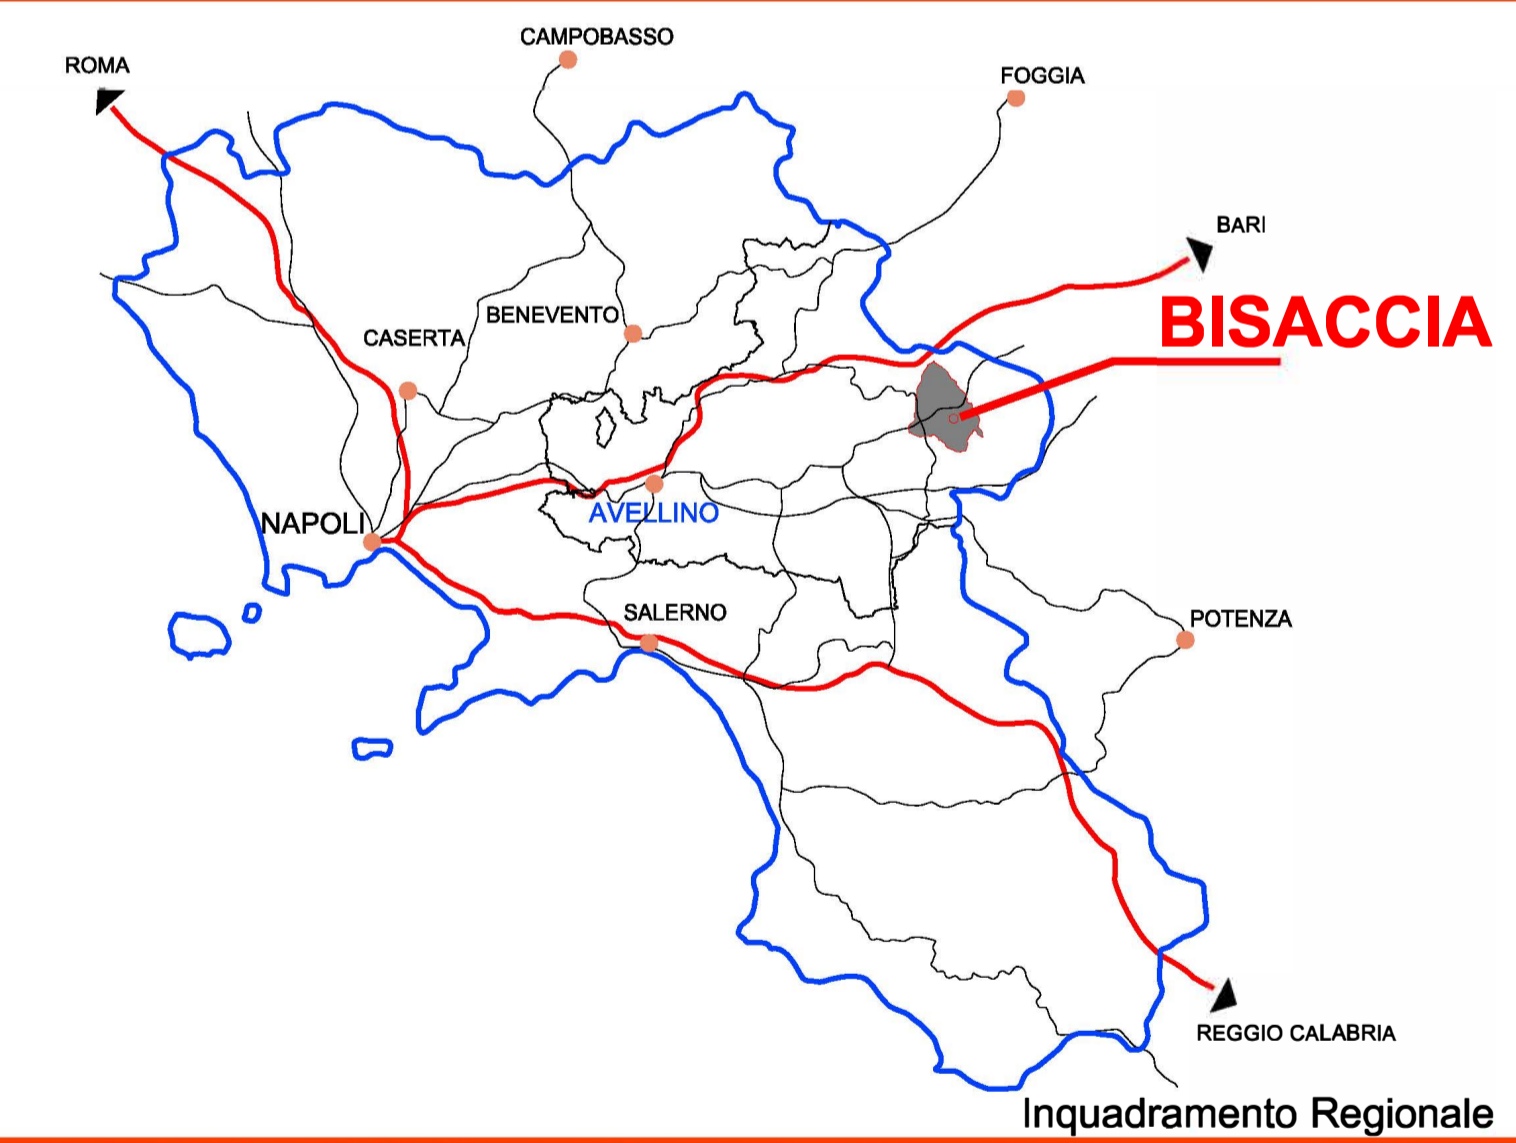 CAMPOBASSO
ROMA
FOGGIA
BARI
BISACCIA
BENEVENTO
CASERTA
NAPOLI
AVELLINO
SALERNO
POTENZA
REGGIO CALABRIA
Inquadramento Regionale